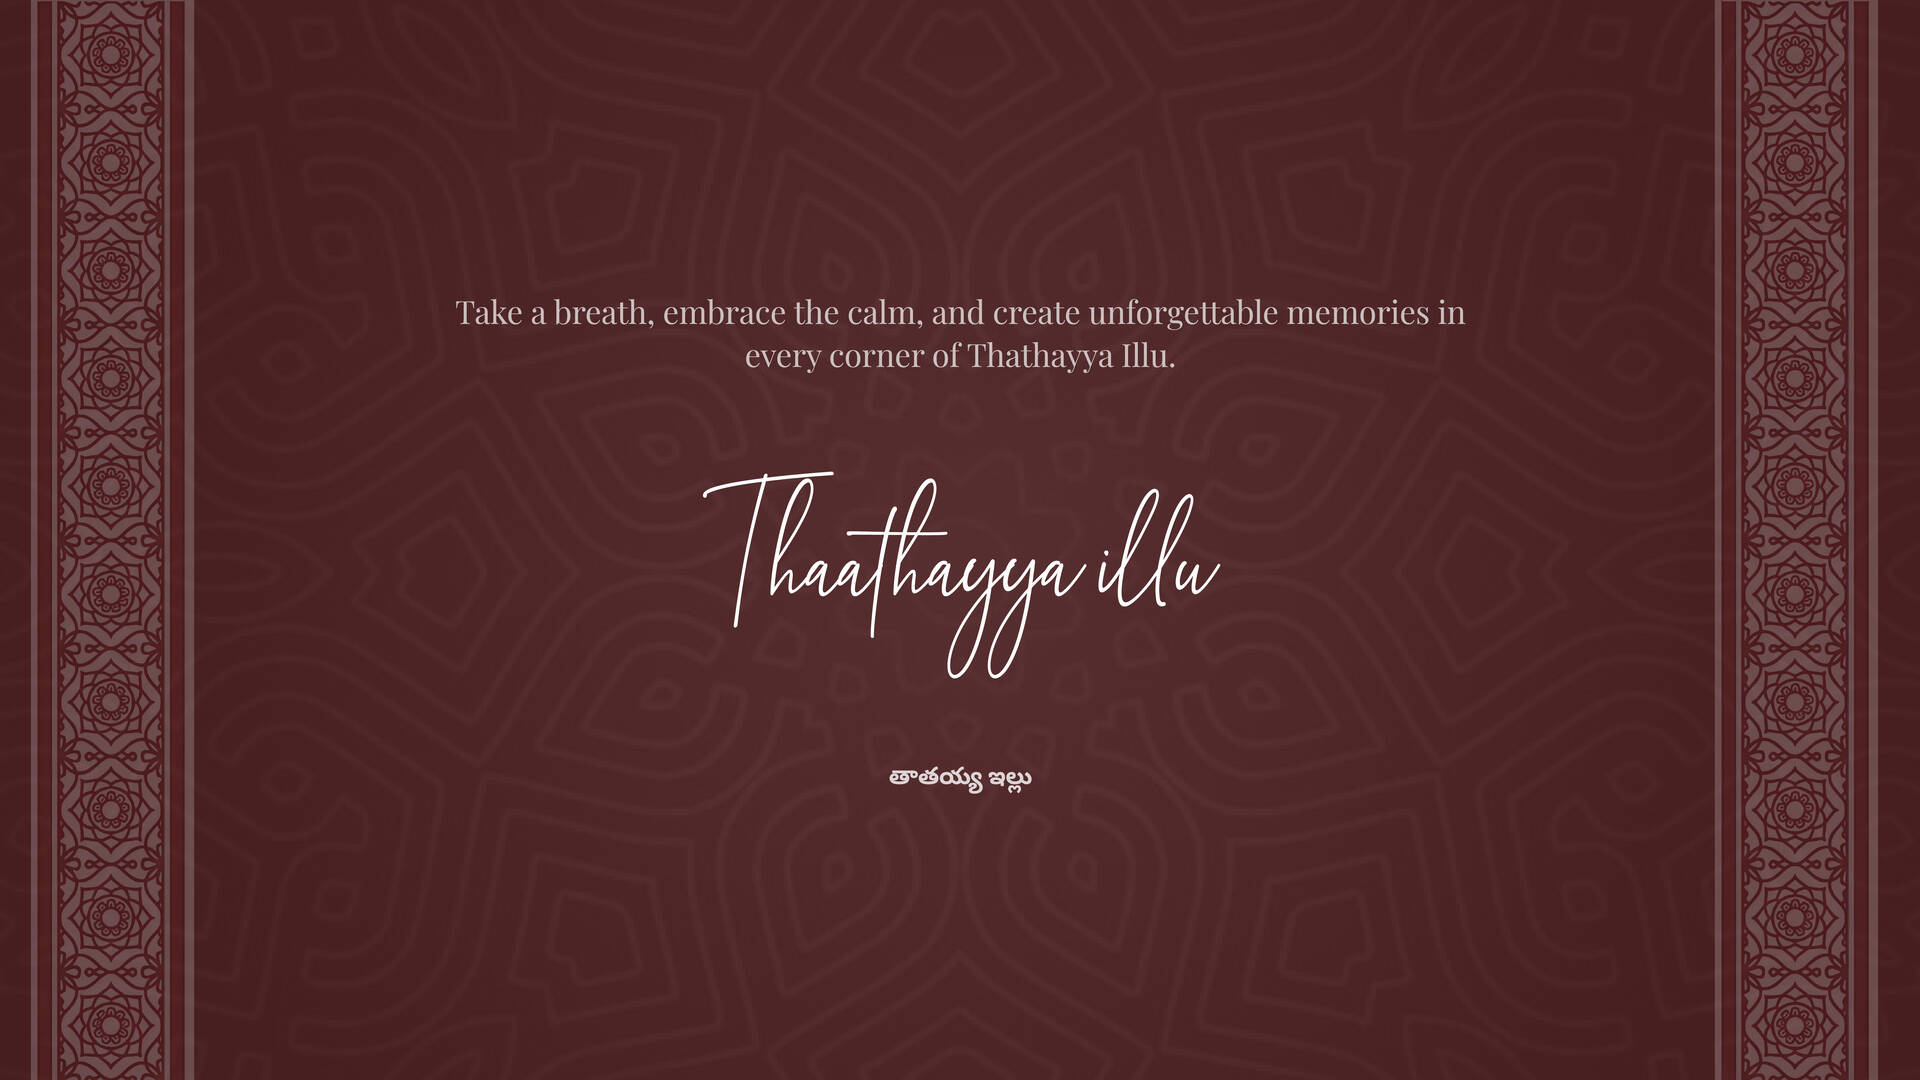 Take a breath, embrace the calm, and create unforgettable memories in
every corner of Thathayya Illu.
Thaathayya illu
తాతయ్య ఇల్లు